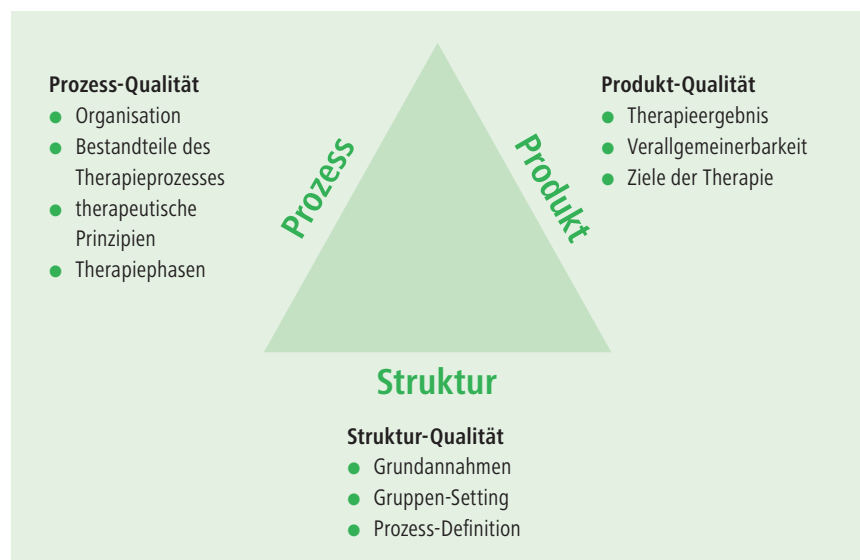 Prozess-Qualität
● Organisation
● Bestandteile des
Therapieprozesses
● therapeutische
Prinzipien
● Therapiephasen
Prozess
Produkt
Produkt-Qualität
● Therapieergebnis
● Verallgemeinerbarkeit
● Ziele der Therapie
Struktur
Struktur-Qualität
● Grundannahmen
● Gruppen-Setting
● Prozess-Definition